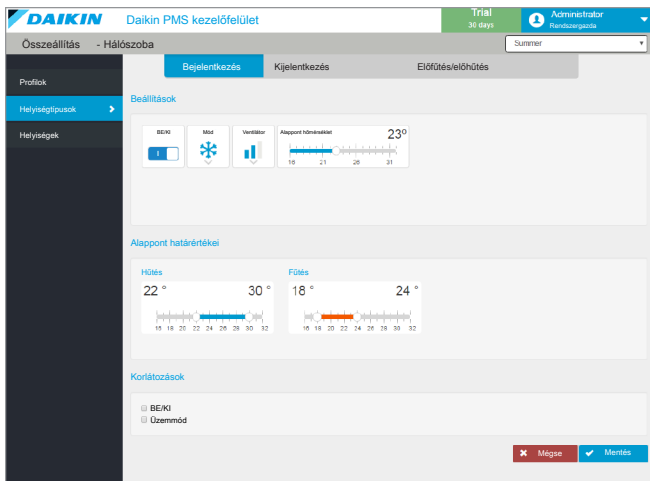 DAIKIN
Daikin PMS kezelőfelület
Trial
30 days
Administrator
Rendszergazda
Összeállítás - Hálószoba
Summer
Bejelentkezés Kijelentkezés Előfűtés/előhűtés
Profilok
Helyiségtípusok
Helyiségek
Beállítások
BE/KI Mód Ventilátor Alappont hőmérséklet 23°
I
16 21 26 31
Alappont határértékei
Hűtés Fűtés
22 ° 30 ° 18 ° 24 °
16 18 20 22 24 26 28 30 32 16 18 20 22 24 26 28 30 32
Korlátozások
BE/KI
Üzemmód
Mégse Mentés